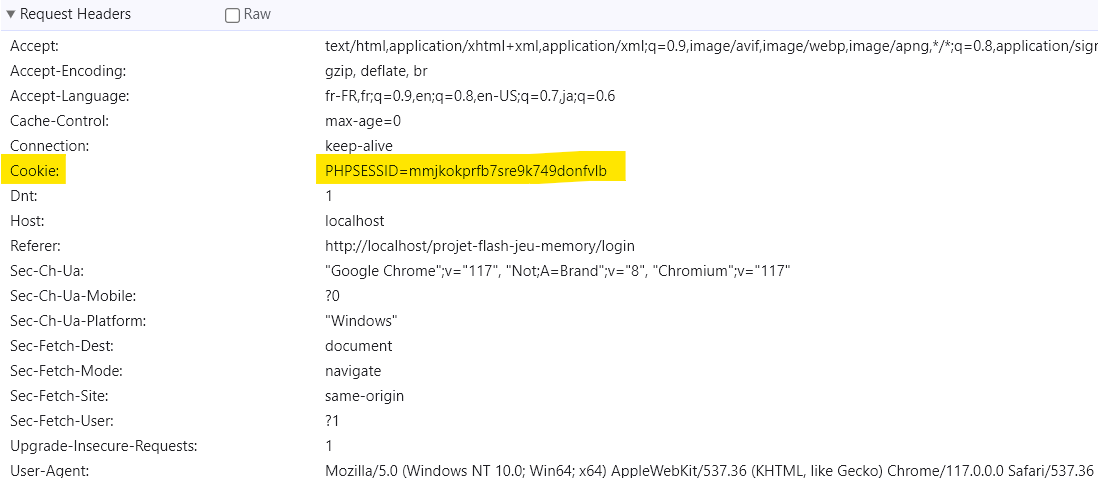 Request Headers Raw
Accept: text/html,application/xhtml+xml,application/xml;q=0.9,image/avif,image/webp,image/apng,*/*;q=0.8,application/sigr
Accept-Encoding: gzip, deflate, br
Accept-Language: fr-FR,fr;q=0.9,en;q=0.8,en-US;q=0.7,ja;q=0.6
Cache-Control: max-age=0
Connection: keep-alive
Cookie: PHPSESSID=mmjkokprfb7sre9k749donfvlb
Dnt: 1
Host: localhost
Referer: http://localhost/projet-flash-jeu-memory/login
Sec-Ch-Ua: "Google Chrome";v="117", "Not;A=Brand";v="8", "Chromium";v="117"
Sec-Ch-Ua-Mobile: ?0
Sec-Ch-Ua-Platform: "Windows"
Sec-Fetch-Dest: document
Sec-Fetch-Mode: navigate
Sec-Fetch-Site: same-origin
Sec-Fetch-User: ?1
Upgrade-Insecure-Requests: 1
User-Agent: Mozilla/5.0 (Windows NT 10.0; Win64; x64) AppleWebKit/537.36 (KHTML, like Gecko) Chrome/117.0.0.0 Safari/537.36